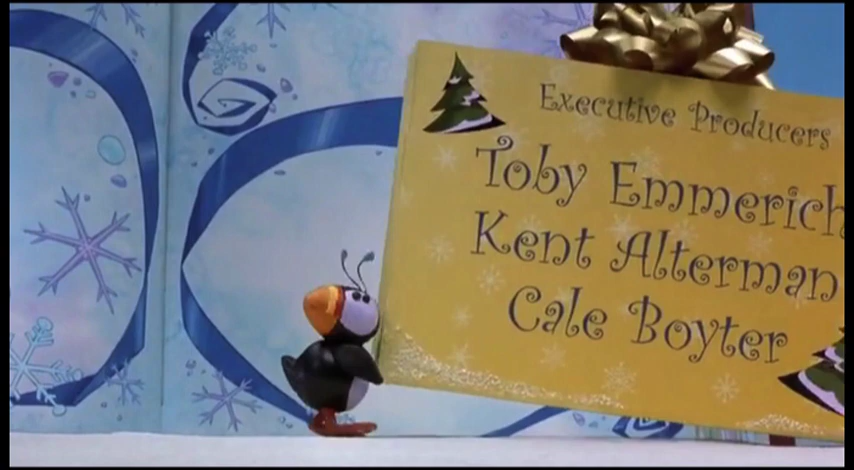 Executive Producers
Toby Emmerich
Kent Alterman
Cale Boyter